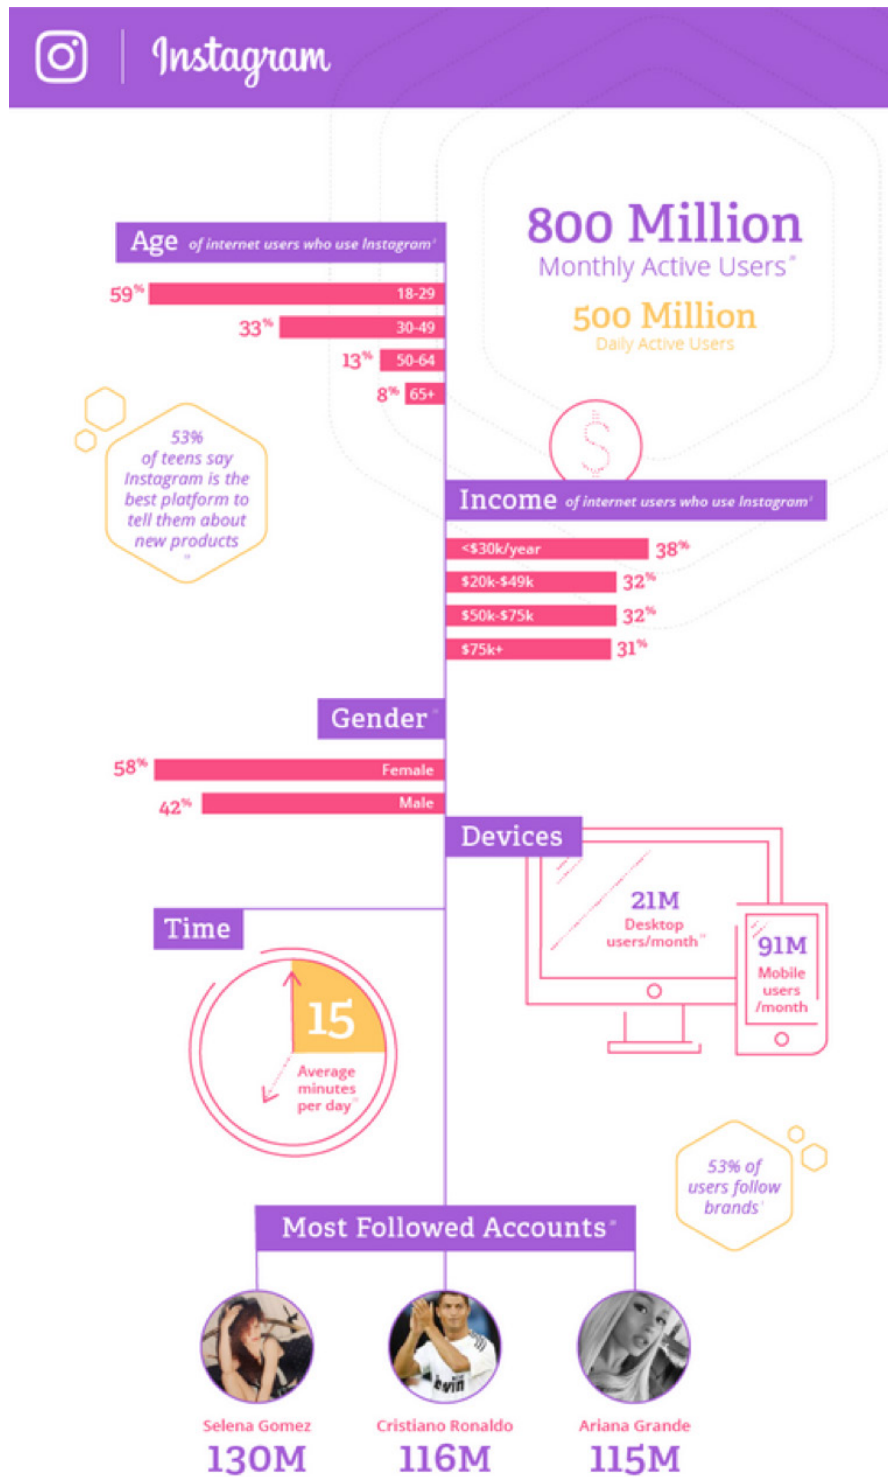 Instagram
800 Million
Monthly Active Users
500 Million
Daily Active Users
Age of internet users who use Instagram
59% 18-29
33% 30-49
13% 50-64
8% 65+
53%
of teens say
Instagram is the
best platform to
tell them about
new products
Income of internet users who use Instagram
<$30k/year 38%
$20k-$49k 32%
$50k-$75k 32%
$75k+ 31%
Gender
58% Female
42% Male
Devices
21M
Desktop
users/month
91M
Mobile
users
/month
Time
15
Average
minutes
per day
53% of
users follow
brands
Most Followed Accounts
Selena Gomez
130M
Cristiano Ronaldo
116M
Ariana Grande
115M